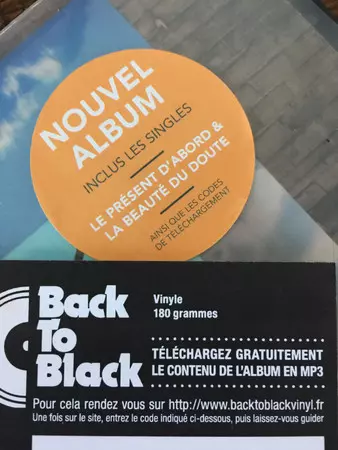 NOUVEL
ALBUM
INCLUS LES SINGLES
LE PRÉSENT D'ABORD &
LA BEAUTÉ DU DOUTE
AINSI QUE LES CODES
DE TÉLÉCHARGEMENT
Back
To
Black
Vinyle
180 grammes
TÉLÉCHARGEZ GRATUITEMENT
LE CONTENU DE L'ALBUM EN MP3
Pour cela rendez vous sur http://www.backtoblackvinyl.fr
Une fois sur le site, entrez le code indiqué ci-dessous, puis laissez-vous guider